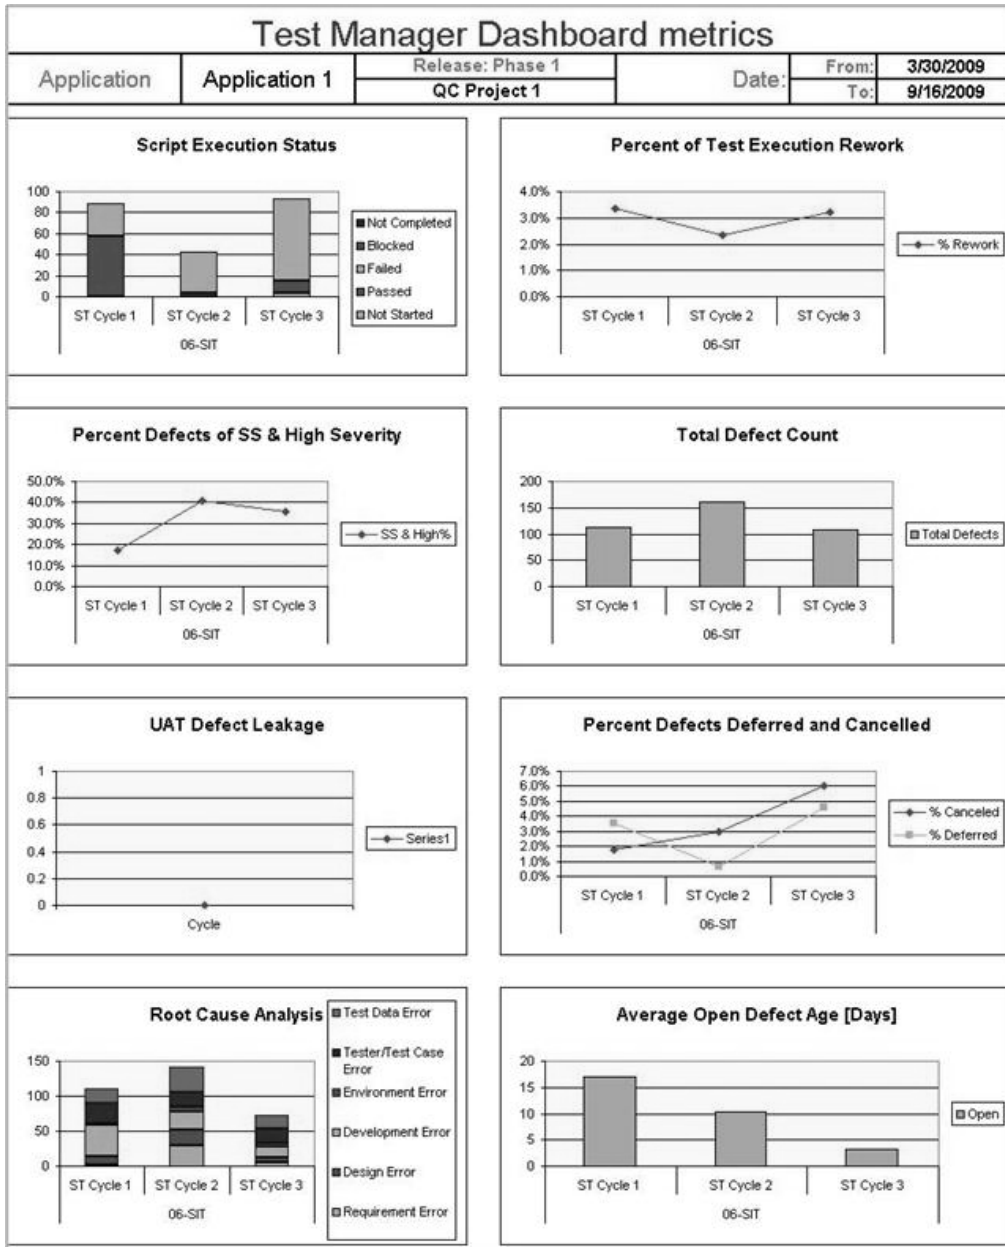 Test Manager Dashboard metrics
Application
Application 1
Release: Phase 1
QC Project 1
Date:
From:
3/30/2009
To:
9/16/2009
Script Execution Status
100
80
60
40
20
0
ST Cycle 1
ST Cycle 2
ST Cycle 3
06-SIT
Not Completed
Blocked
Failed
Passed
Not Started
Percent of Test Execution Rework
4.0%
3.0%
2.0%
1.0%
0.0%
ST Cycle 1
ST Cycle 2
ST Cycle 3
06-SIT
% Rework
Percent Defects of SS & High Severity
50.0%
40.0%
30.0%
20.0%
10.0%
0.0%
ST Cycle 1
ST Cycle 2
ST Cycle 3
06-SIT
SS & High%
Total Defect Count
200
150
100
50
0
ST Cycle 1
ST Cycle 2
ST Cycle 3
06-SIT
Total Defects
UAT Defect Leakage
1
0.8
0.6
0.4
0.2
0
Cycle
Series1
Percent Defects Deferred and Cancelled
7.0%
6.0%
5.0%
4.0%
3.0%
2.0%
1.0%
0.0%
ST Cycle 1
ST Cycle 2
ST Cycle 3
06-SIT
% Canceled
% Deferred
Root Cause Analysis
150
100
50
0
ST Cycle 1
ST Cycle 2
ST Cycle 3
06-SIT
Test Data Error
Tester/Test Case
Error
Environment Error
Development Error
Design Error
Requirement Error
Average Open Defect Age [Days]
20
15
10
5
0
ST Cycle 1
ST Cycle 2
ST Cycle 3
06-SIT
Open